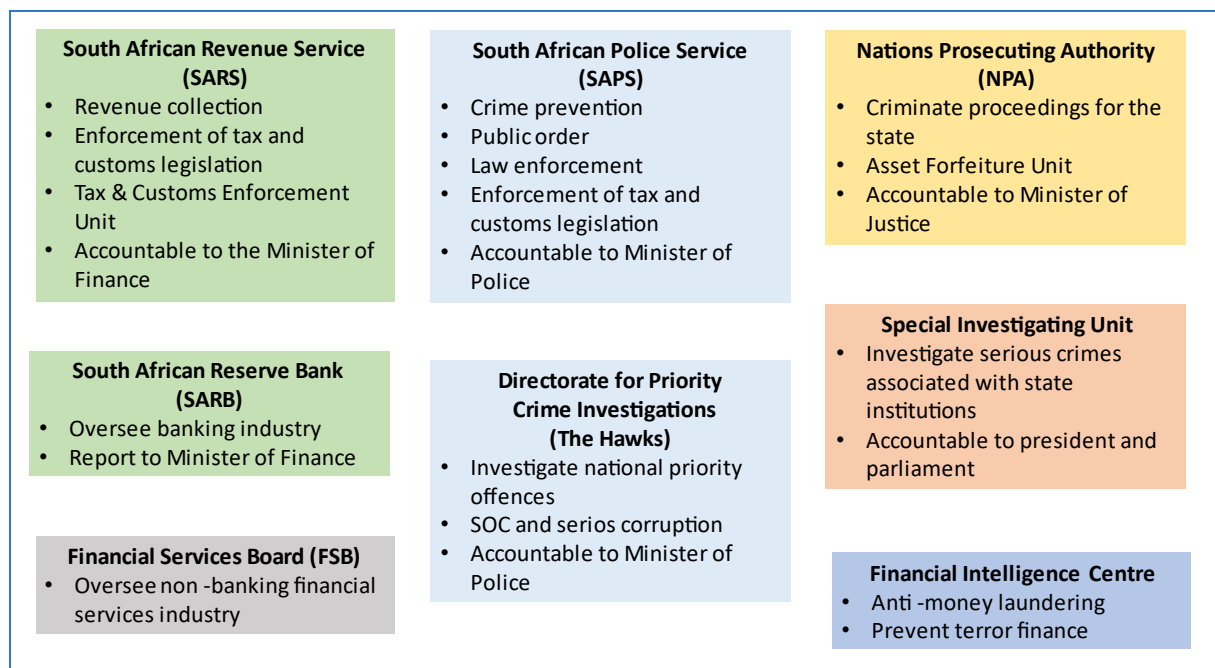 South African Revenue Service
(SARS)
• Revenue collection
• Enforcement of tax and
customs legislation
• Tax & Customs Enforcement
Unit
• Accountable to the Minister of
Finance
South African Reserve Bank
(SARB)
• Oversee banking industry
• Report to Minister of Finance
Financial Services Board (FSB)
• Oversee non -banking financial
services industry
South African Police Service
(SAPS)
• Crime prevention
• Public order
• Law enforcement
• Enforcement of tax and
customs legislation
• Accountable to Minister of
Police
Directorate for Priority
Crime Investigations
(The Hawks)
• Investigate national priority
offences
• SOC and serios corruption
• Accountable to Minister of
Police
Nations Prosecuting Authority
(NPA)
• Criminate proceedings for the
state
• Asset Forfeiture Unit
• Accountable to Minister of
Justice
Special Investigating Unit
• Investigate serious crimes
associated with state
institutions
• Accountable to president and
parliament
Financial Intelligence Centre
• Anti -money laundering
• Prevent terror finance